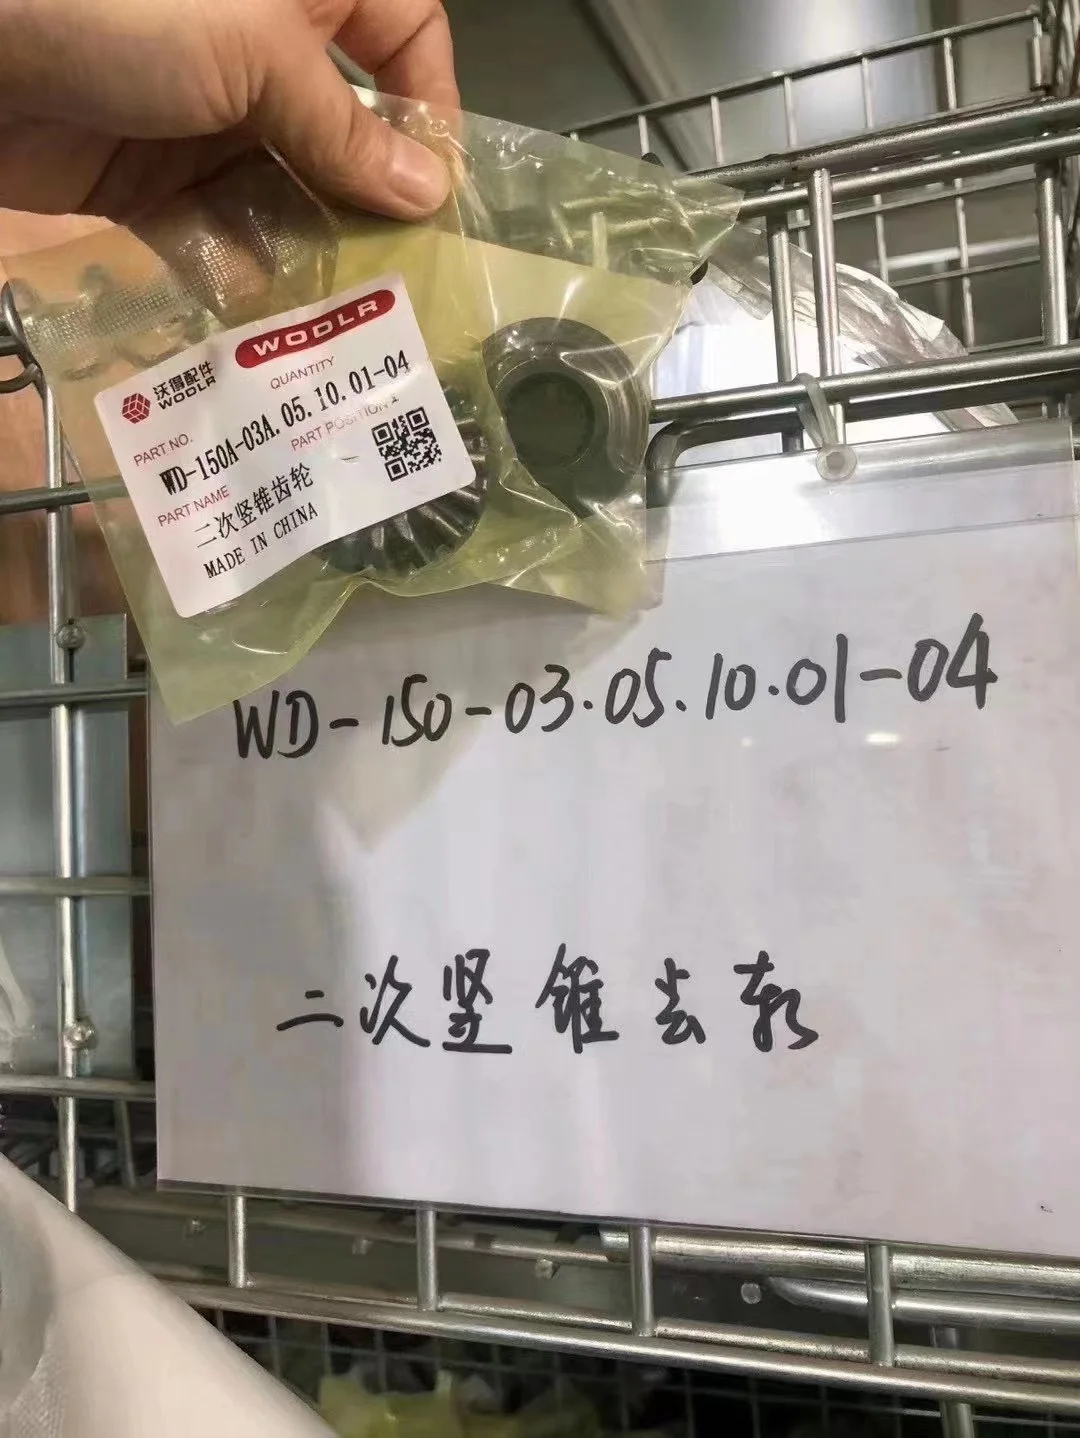 WODLR
沃得配件
WODLR
QUANTITY
PART NO.
WD-150A-03A.05.10.01-04
PART POSITION 1
PART NAME
二次竖锥齿轮
MADE IN CHINA
WD-150-03.05.10.01-04
二次竖锥